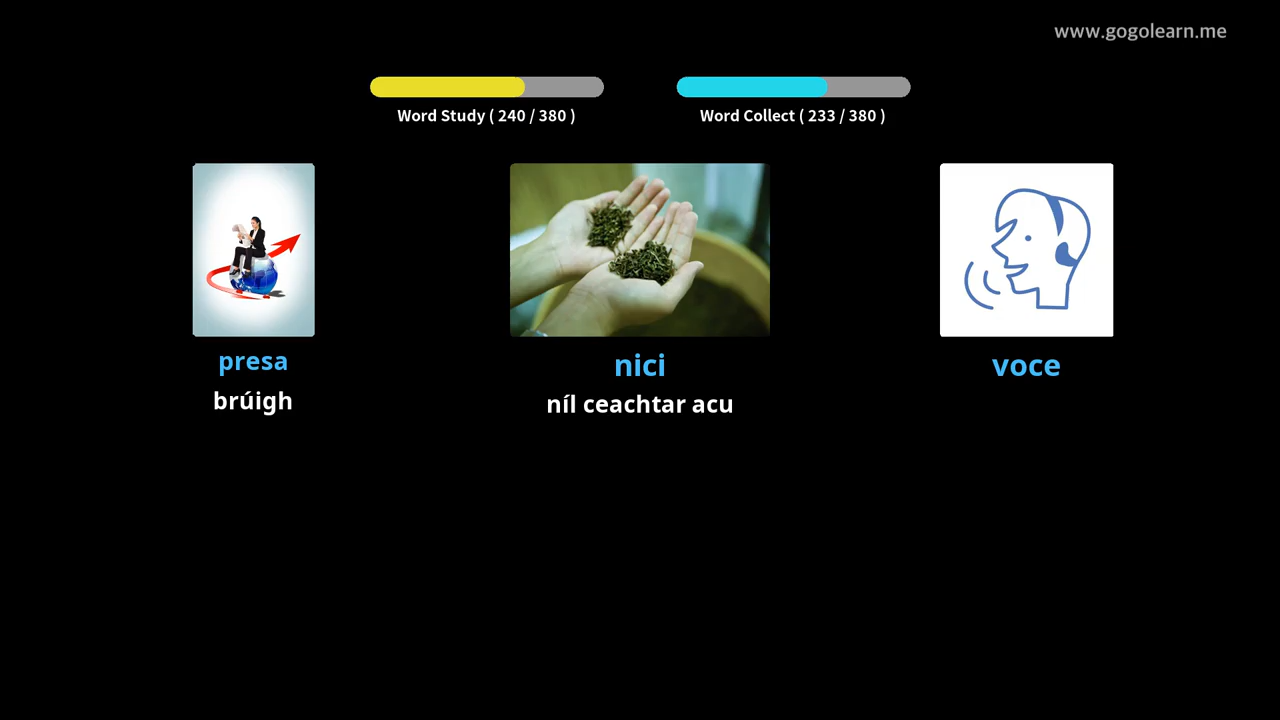 www.gogolearn.me
Word Study ( 240 / 380 )
Word Collect ( 233 / 380 )
presa
brúigh
nici
níl ceachtar acu
voce